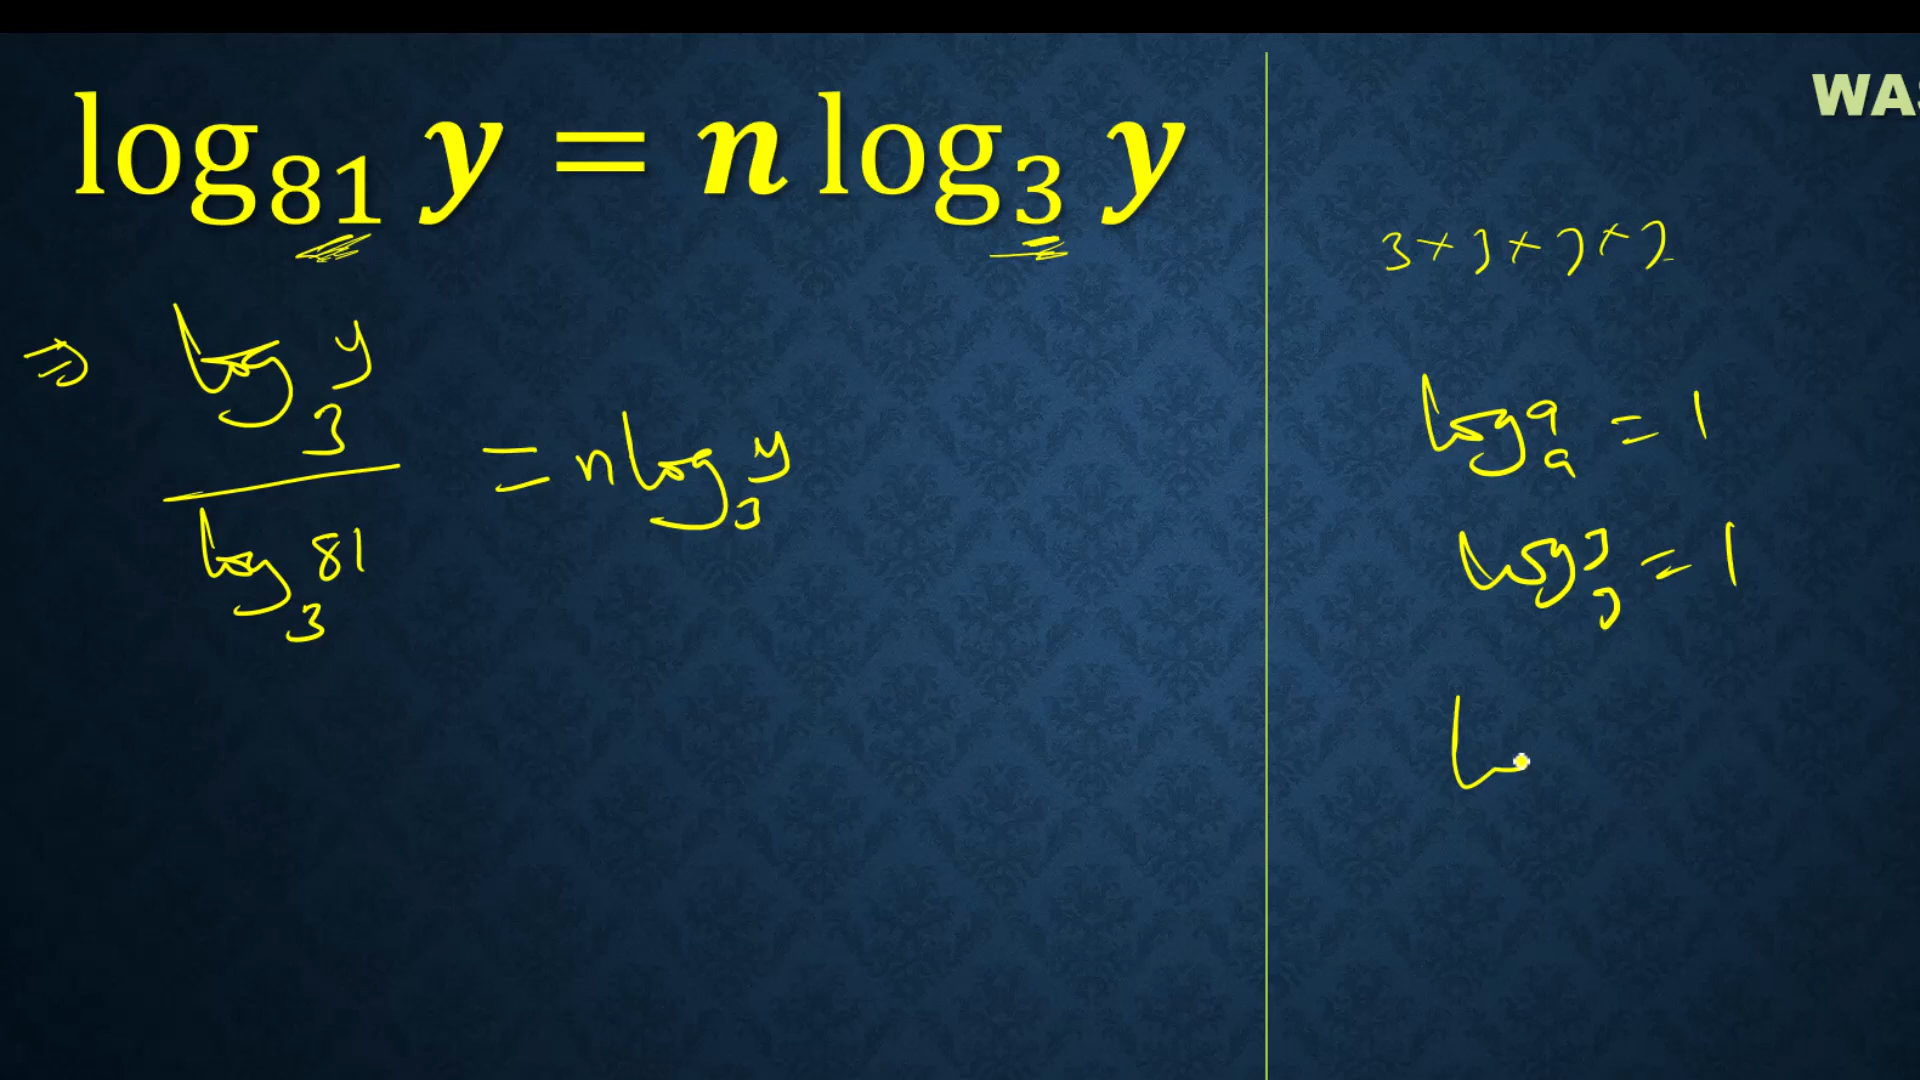 log₈₁ y = n log₃ y
WA
3 × 3 × 3 × 3
⇒ log₃ y / log₃ 81 = n log₃ y
logₐ a = 1
log₃ 3 = 1